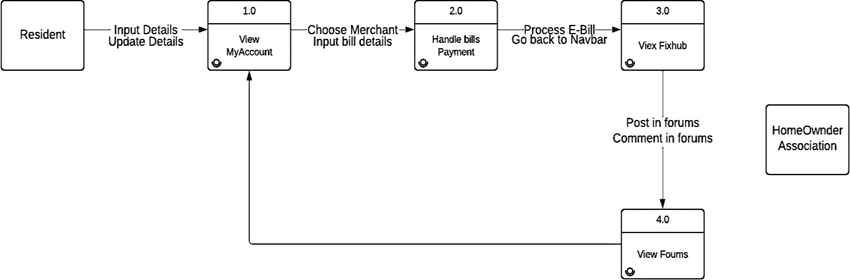 Resident
Input Details
Update Details
1.0
View
MyAccount
Choose Merchant
Input bill details
2.0
Handle bills
Payment
Process E-Bill
Go back to Navbar
3.0
Viex Fixhub
Post in forums
Comment in forums
HomeOwnder
Association
4.0
View Foums